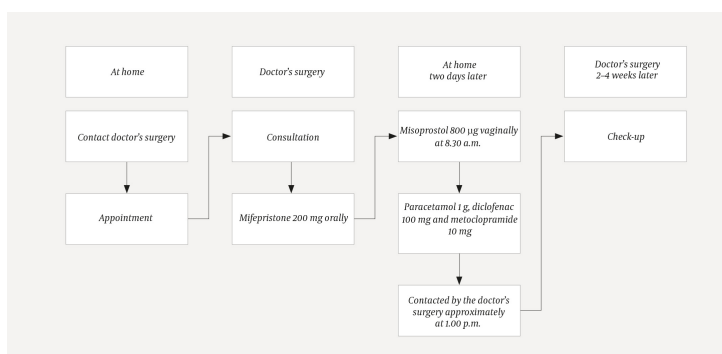 At home
Doctor's surgery
At home
two days later
Doctor's surgery
2–4 weeks later
Contact doctor's surgery
Appointment
Consultation
Mifepristone 200 mg orally
Misoprostol 800 µg vaginally
at 8.30 a.m.
Paracetamol 1 g, diclofenac
100 mg and metoclopramide
10 mg
Contacted by the doctor's
surgery approximately
at 1.00 p.m.
Check-up